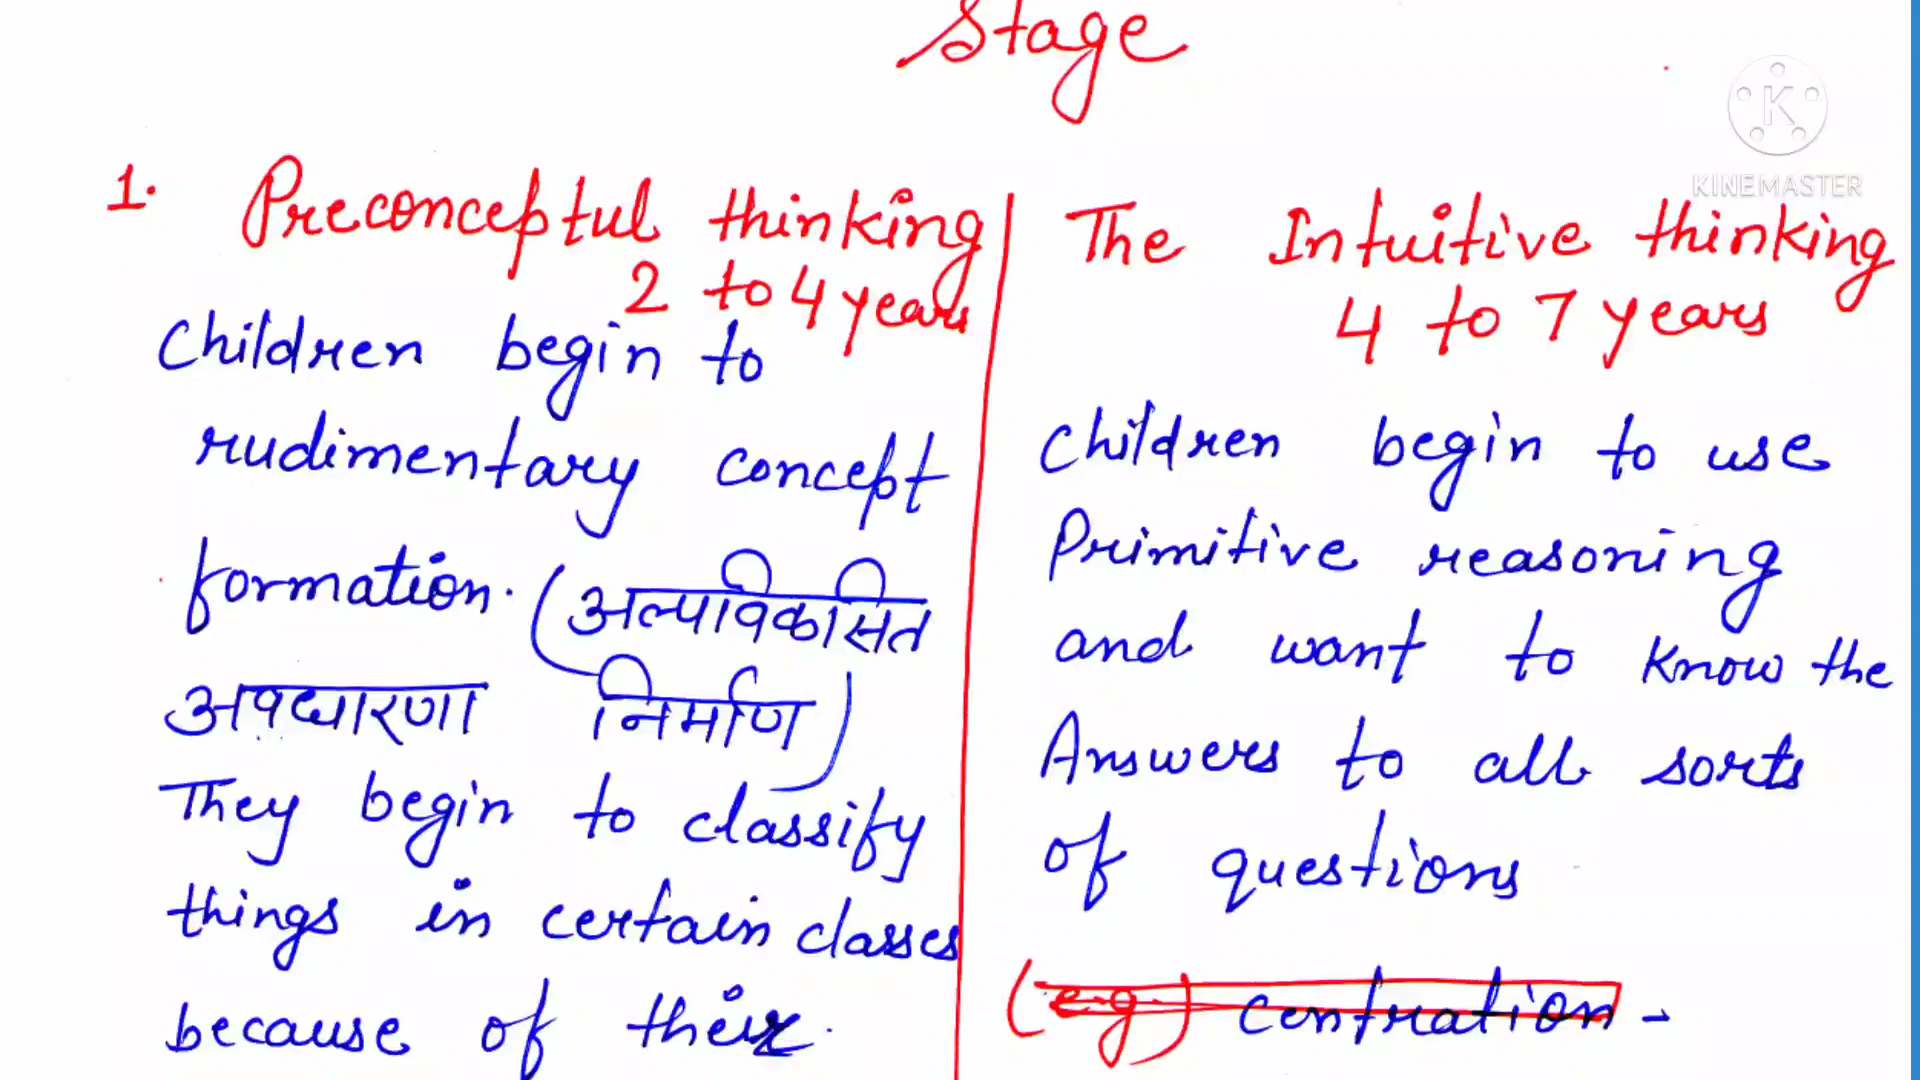 Stage
KINEMASTER
1. Preconceptul thinking
2 to 4 years
Children begin to
rudimentary concept
formation. (अल्पविकसित
अवधारणा निर्माण)
They begin to classify
things in certain classes
because of their
The Intuitive thinking
4 to 7 years
Children begin to use
Primitive reasoning
and want to know the
Answers to all sorts
of questions
(e.g.) Centration -